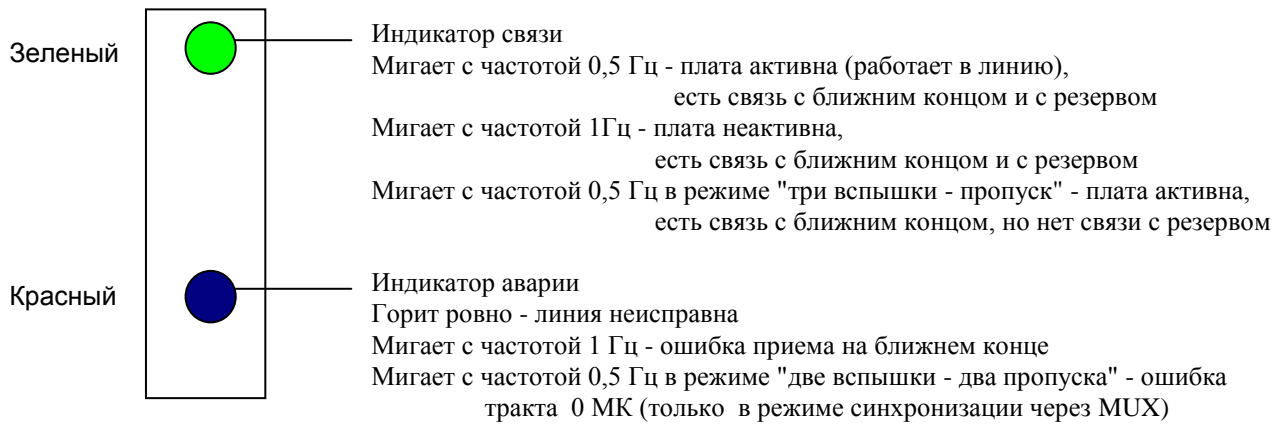 Зеленый
Индикатор связи
Мигает с частотой 0,5 Гц - плата активна (работает в линию),
есть связь с ближним концом и с резервом
Мигает с частотой 1Гц - плата неактивна,
есть связь с ближним концом и с резервом
Мигает с частотой 0,5 Гц в режиме "три вспышки - пропуск" - плата активна,
есть связь с ближним концом, но нет связи с резервом
Красный
Индикатор аварии
Горит ровно - линия неисправна
Мигает с частотой 1 Гц - ошибка приема на ближнем конце
Мигает с частотой 0,5 Гц в режиме "две вспышки - два пропуска" - ошибка
тракта 0 МК (только в режиме синхронизации через MUX)